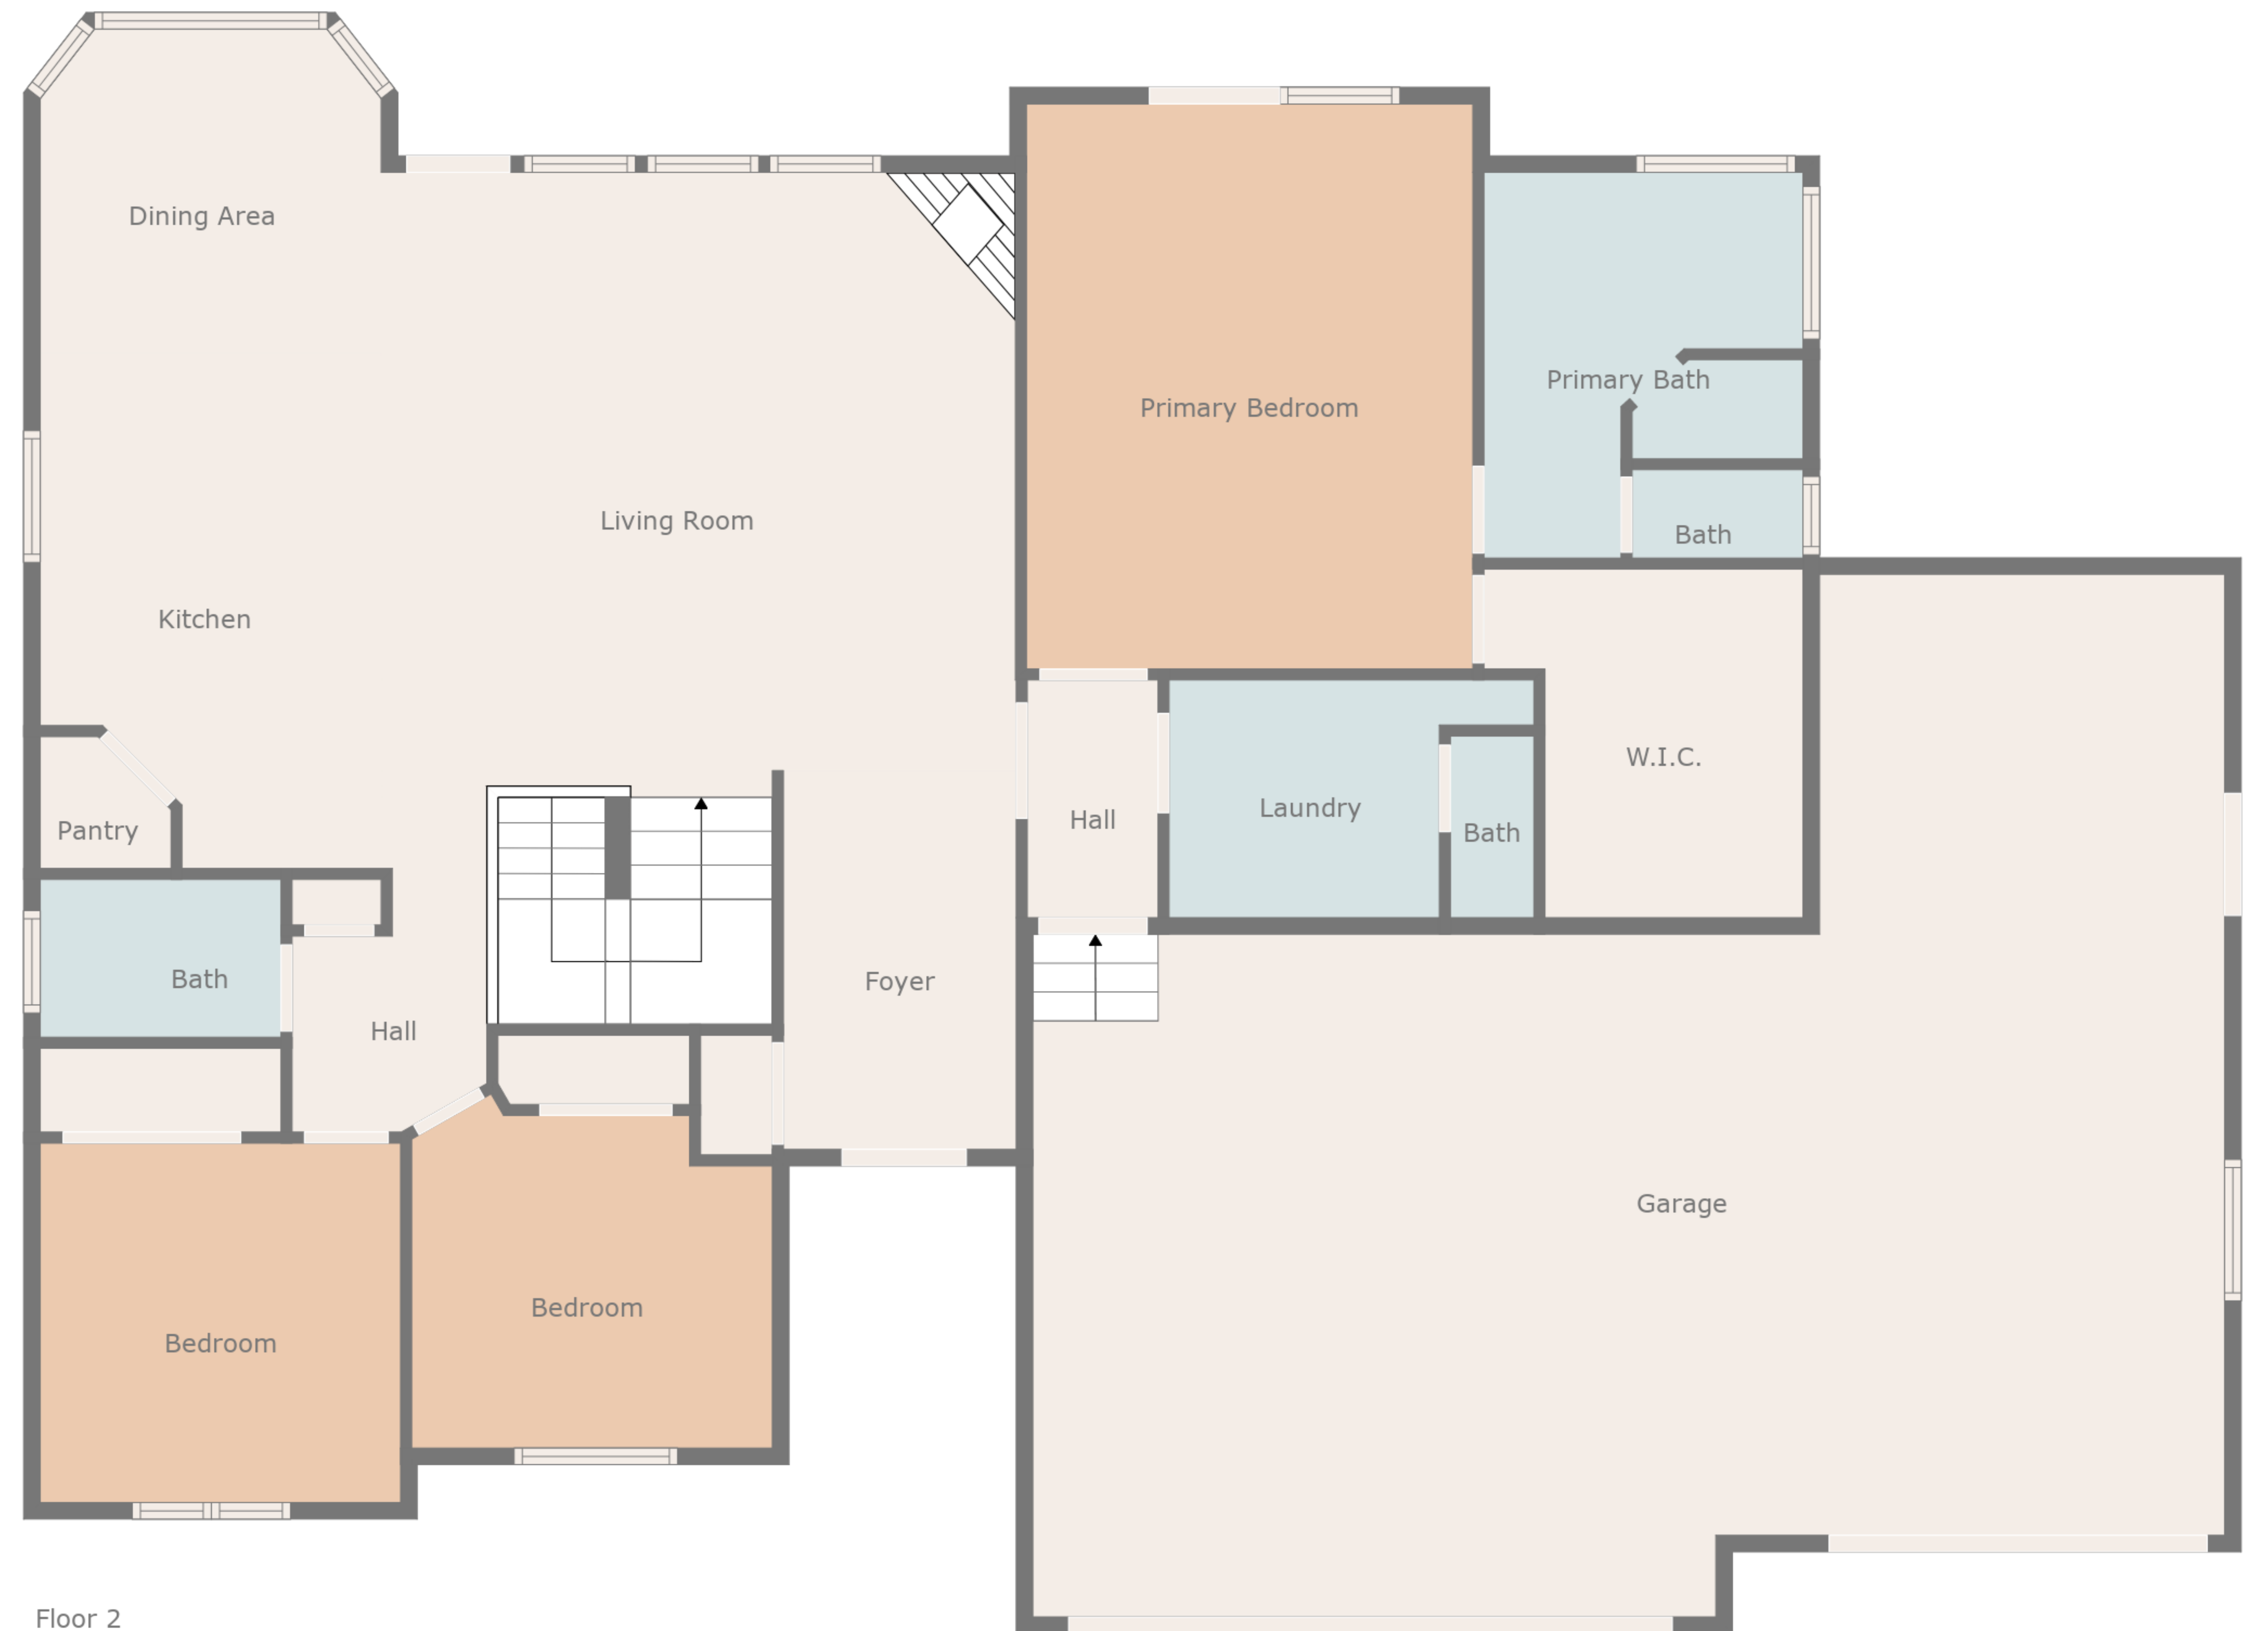 Dining Area
Primary Bath
Primary Bedroom
Living Room
Bath
Kitchen
W.I.C.
Laundry
Hall
Pantry
Bath
Bath
Foyer
Hall
Garage
Bedroom
Bedroom
Floor 2